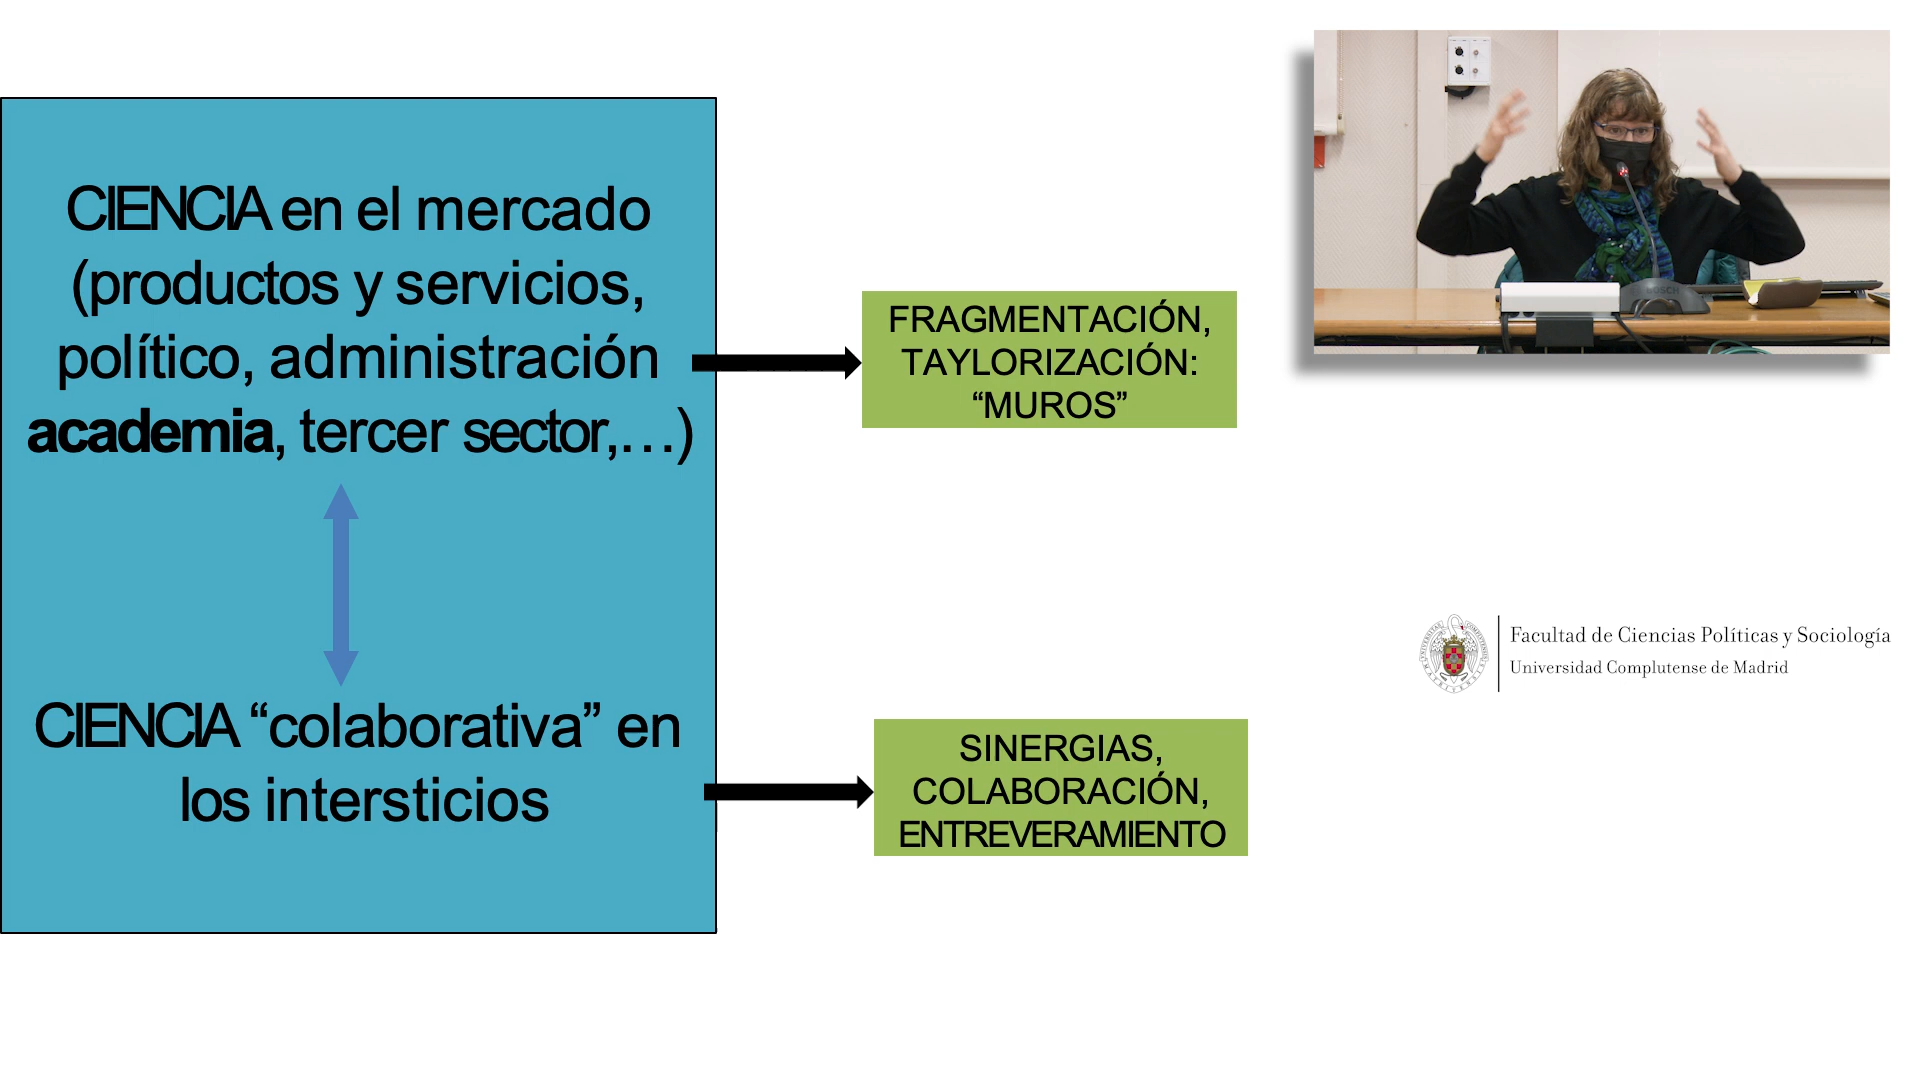 CIENCIA en el mercado
(productos y servicios,
político, administración
academia, tercer sector,…)
CIENCIA “colaborativa” en
los intersticios
FRAGMENTACIÓN,
TAYLORIZACIÓN:
“MUROS”
SINERGIAS,
COLABORACIÓN,
ENTREVERAMIENTO
BOSCH
Facultad de Ciencias Políticas y Sociología
Universidad Complutense de Madrid